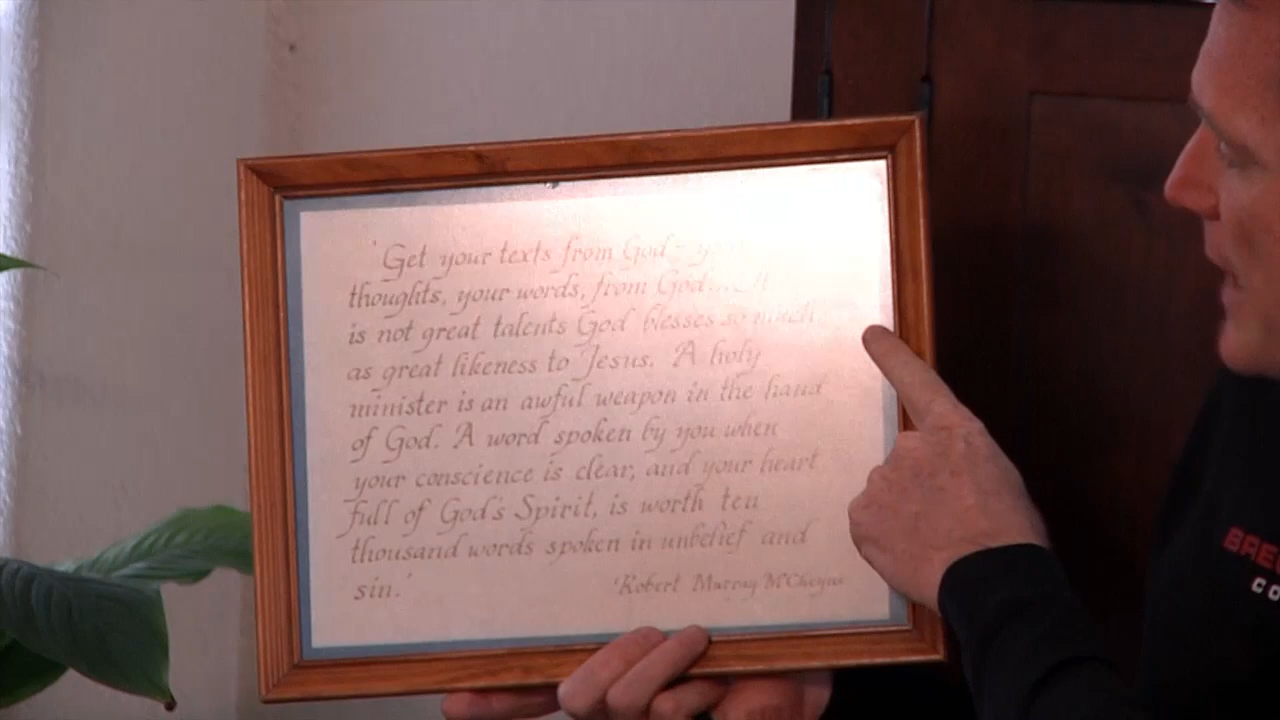 'Get your texts from God – your
thoughts, your words, from God... It
is not great talents God blesses so much
as great likeness to Jesus. A holy
minister is an awful weapon in the hand
of God. A word spoken by you when
your conscience is clear, and your heart
full of God's Spirit, is worth ten
thousand words spoken in unbelief and
sin.'
Robert Murray M'Cheyne